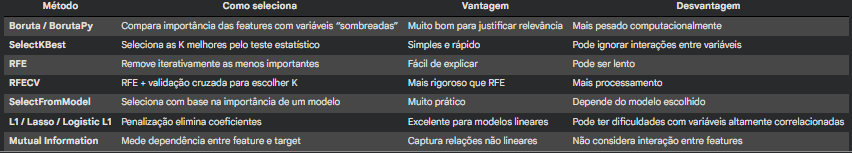 Método Como seleciona Vantagem Desvantagem
Boruta / BorutaPy Compara importância das features com variáveis “sombreadas” Muito bom para justificar relevância Mais pesado computacionalmente
SelectKBest Seleciona as K melhores pelo teste estatístico Simples e rápido Pode ignorar interações entre variáveis
RFE Remove iterativamente as menos importantes Fácil de explicar Pode ser lento
RFECV RFE + validação cruzada para escolher K Mais rigoroso que RFE Mais processamento
SelectFromModel Seleciona com base na importância de um modelo Muito prático Depende do modelo escolhido
L1 / Lasso / Logistic L1 Penalização elimina coeficientes Excelente para modelos lineares Pode ter dificuldades com variáveis altamente correlacionadas
Mutual Information Mede dependência entre feature e target Captura relações não lineares Não considera interação entre features